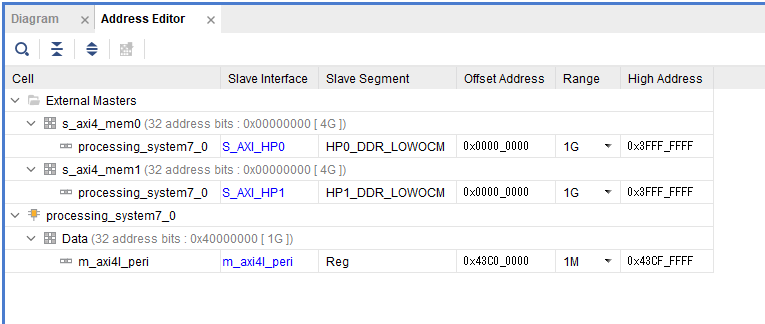 Diagram × Address Editor ×
Cell Slave Interface Slave Segment Offset Address Range High Address
External Masters
s_axi4_mem0 (32 address bits : 0x00000000 [ 4G ])
processing_system7_0 S_AXI_HP0 HP0_DDR_LOWOCM 0x0000_0000 1G 0x3FFF_FFFF
s_axi4_mem1 (32 address bits : 0x00000000 [ 4G ])
processing_system7_0 S_AXI_HP1 HP1_DDR_LOWOCM 0x0000_0000 1G 0x3FFF_FFFF
processing_system7_0
Data (32 address bits : 0x40000000 [ 1G ])
m_axi4l_peri m_axi4l_peri Reg 0x43C0_0000 1M 0x43CF_FFFF